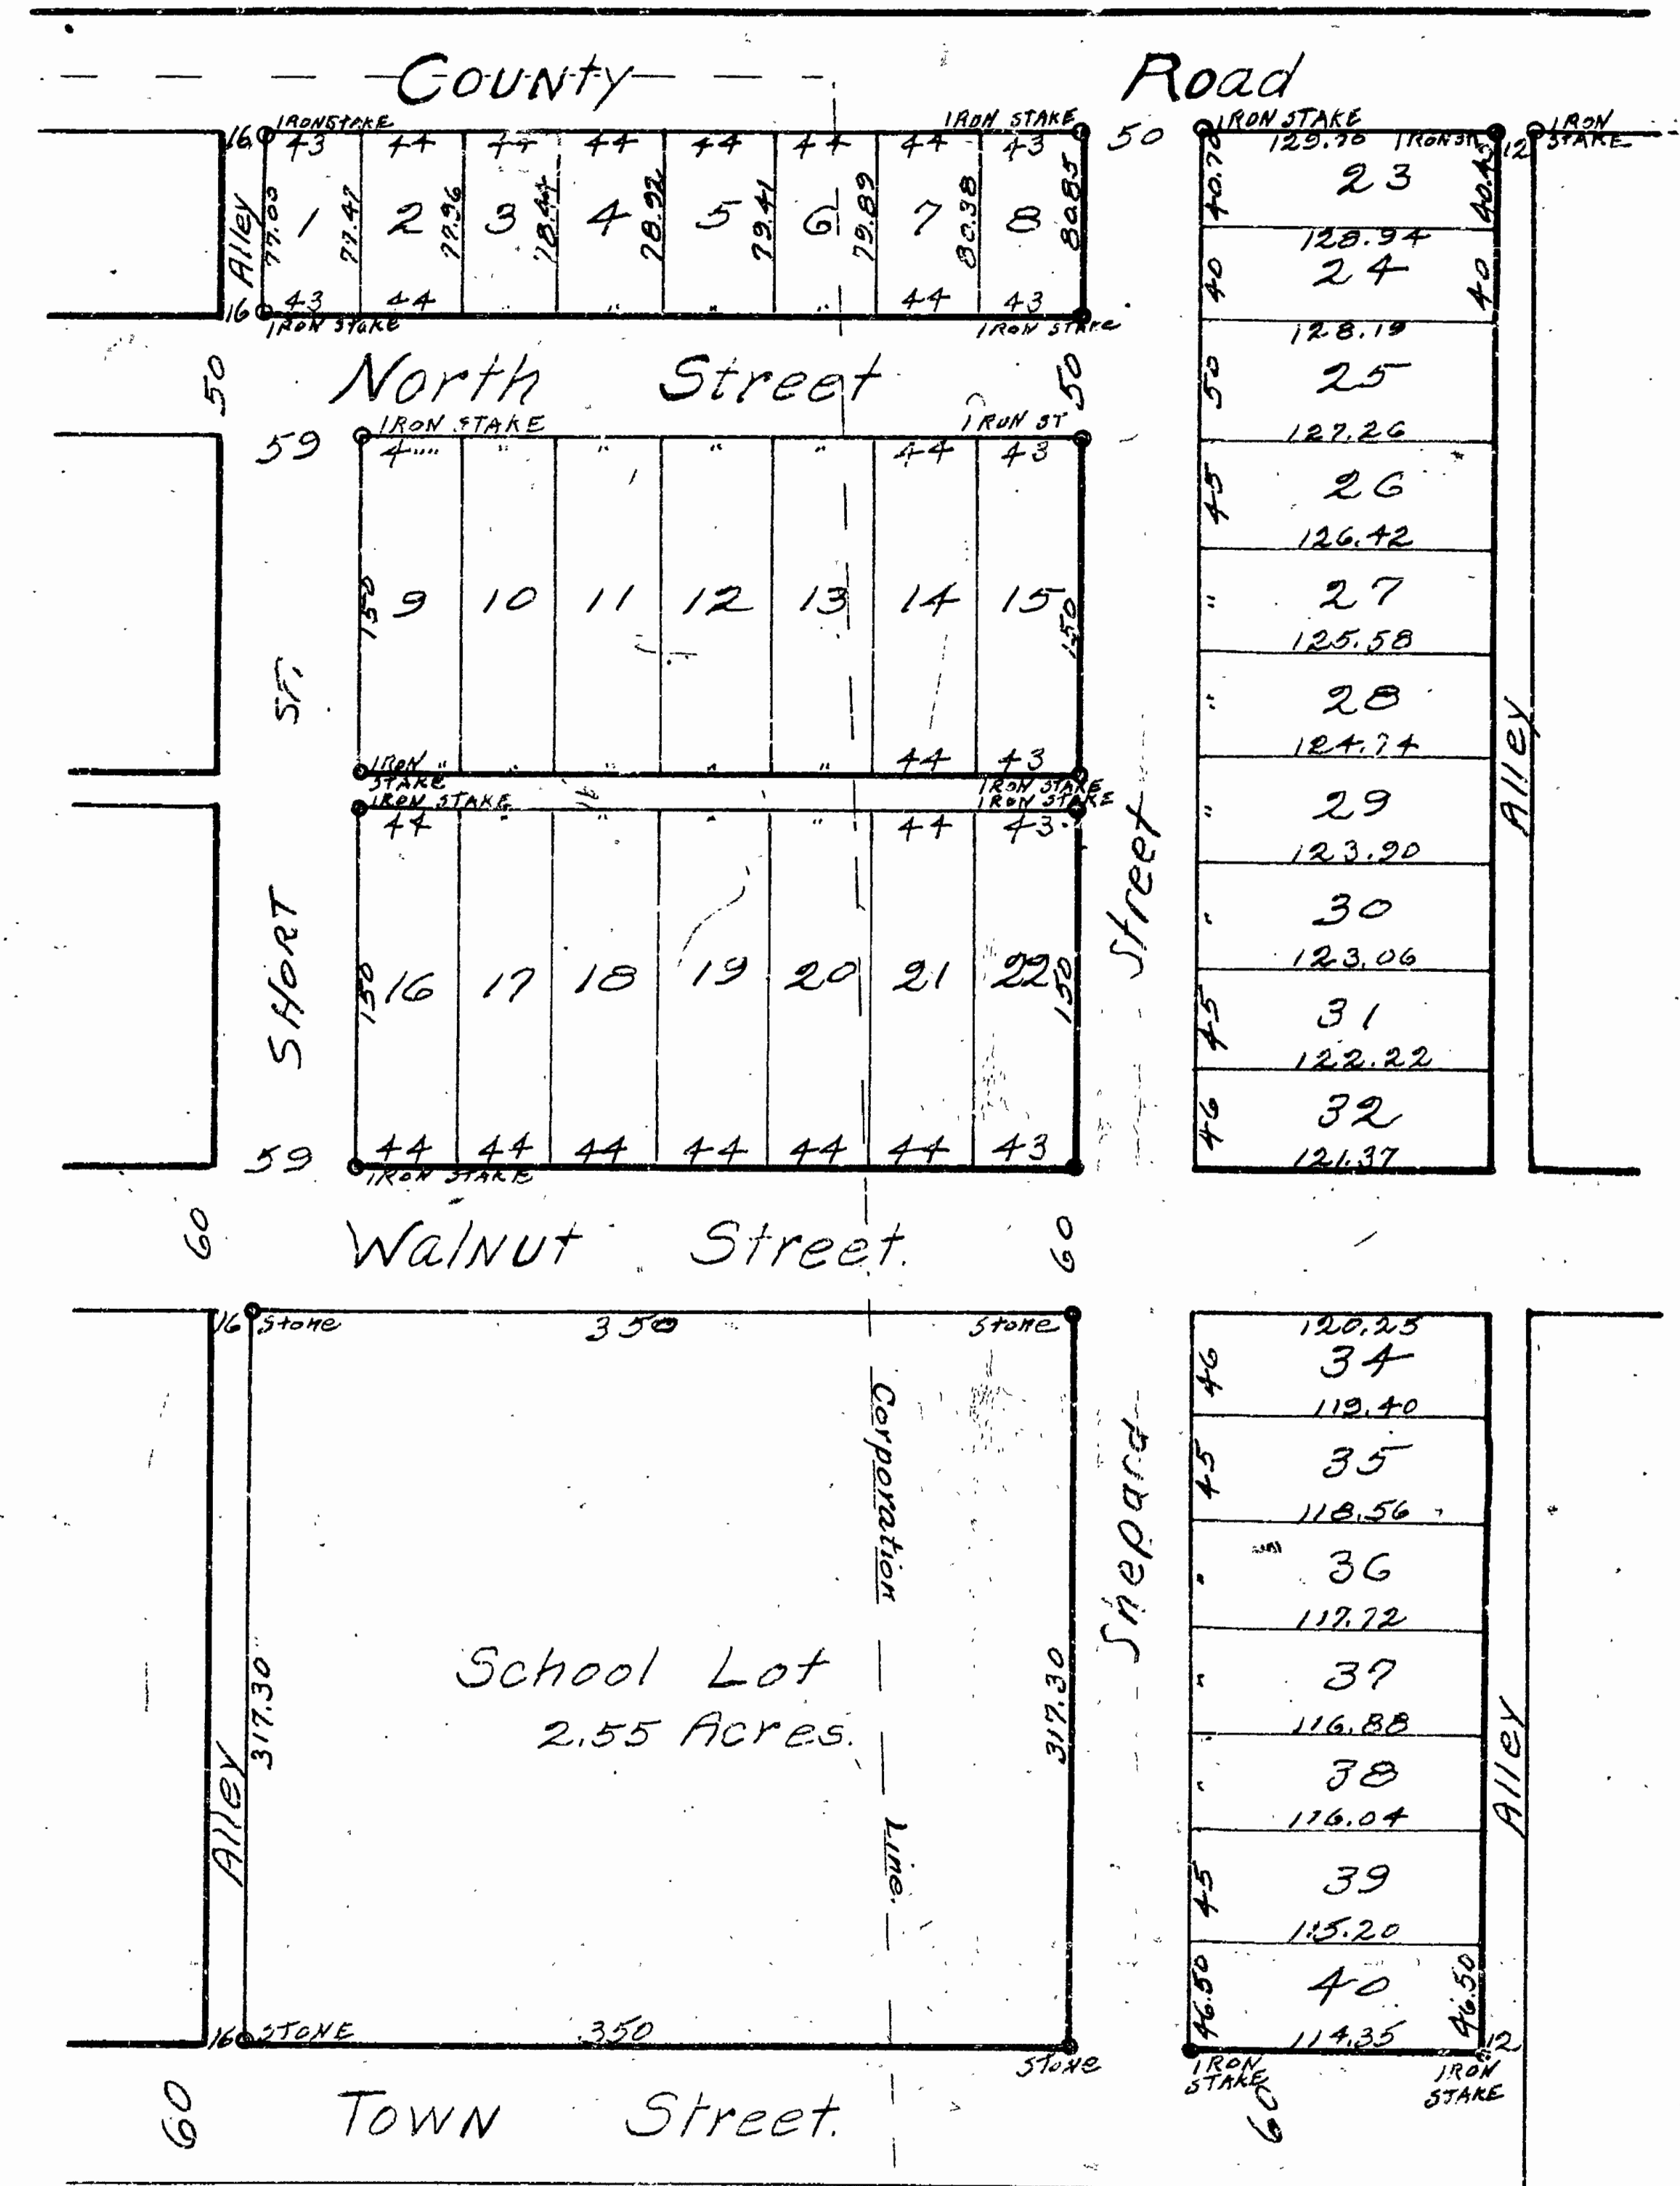 County Road
IRON STAKE IRON STAKE IRON STAKE IRON ST IRON STAKE
16 43 44 44 44 44 44 44 43 50 129.70 12
Alley 77.00 1 77.47 2 77.96 3 78.44 4 78.92 5 79.41 6 79.89 7 80.38 8 80.85
16 43 44 " " " " 44 43
IRON STAKE IRON STAKE
50 North Street 50
IRON STAKE IRON ST
59 4"" " " " " 44 43
150 9 10 11 12 13 14 15 150
IRON STAKE " " " " " 44 43 IRON STAKE
16
IRON STAKE IRON STAKE
44 " " " " 44 43
150 16 17 18 19 20 21 22 150
59 44 44 44 44 44 44 43
IRON STAKE
SHORT ST.
60 Walnut Street. 60
16 Stone 350 Stone
317.30 School Lot 317.30
2.55 Acres.
Corporation Line.
Alley
16 STONE 350 Stone
60 TOWN Street. 60
Shepard Street
40.70 23 40.45
128.94
40 24 40
128.19
50 25
127.26
45 26
126.42
" 27
125.58
" 28
124.74
" 29
123.90
" 30
123.06
45 31
122.22
46 32
121.37
Alley
120.25
46 34
119.40
45 35
118.56
" 36
117.72
" 37
116.88
" 38
116.04
45 39
115.20
46.50 40 46.50
114.35 12
IRON STAKE IRON STAKE
Alley